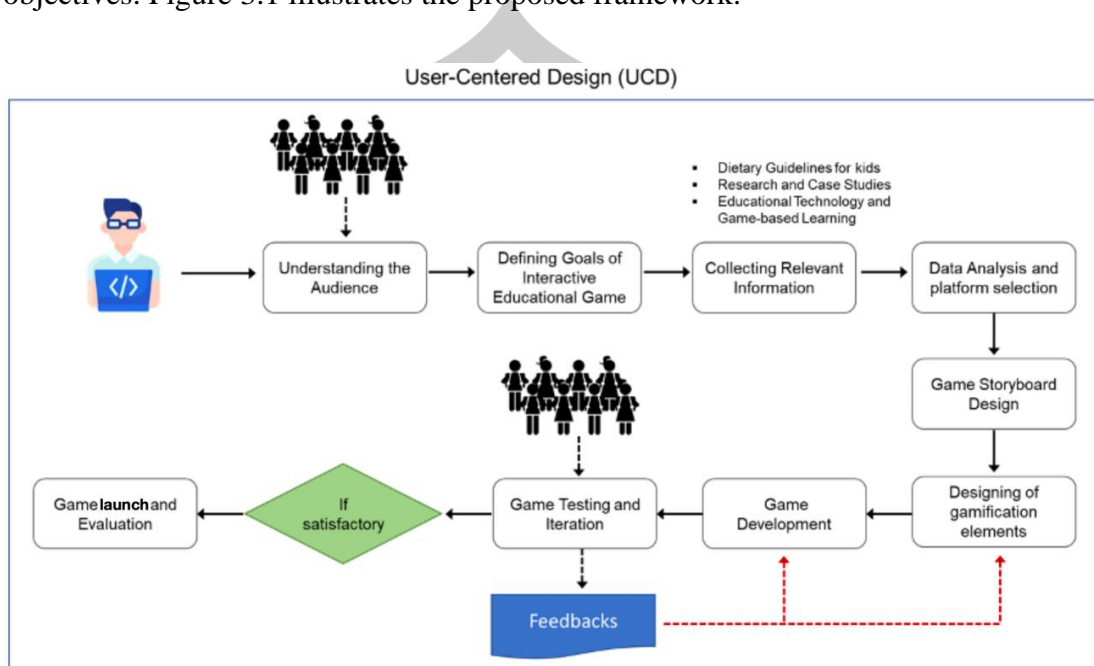 objectives. Figure 3.1 illustrates the proposed framework.
User-Centered Design (UCD)
▪ Dietary Guidelines for kids
▪ Research and Case Studies
▪ Educational Technology and
Game-based Learning
</>
Understanding the
Audience
Defining Goals of
Interactive
Educational Game
Collecting Relevant
Information
Data Analysis and
platform selection
Game Storyboard
Design
Designing of
gamification
elements
Game
Development
Game Testing and
Iteration
If
satisfactory
Game launch and
Evaluation
Feedbacks